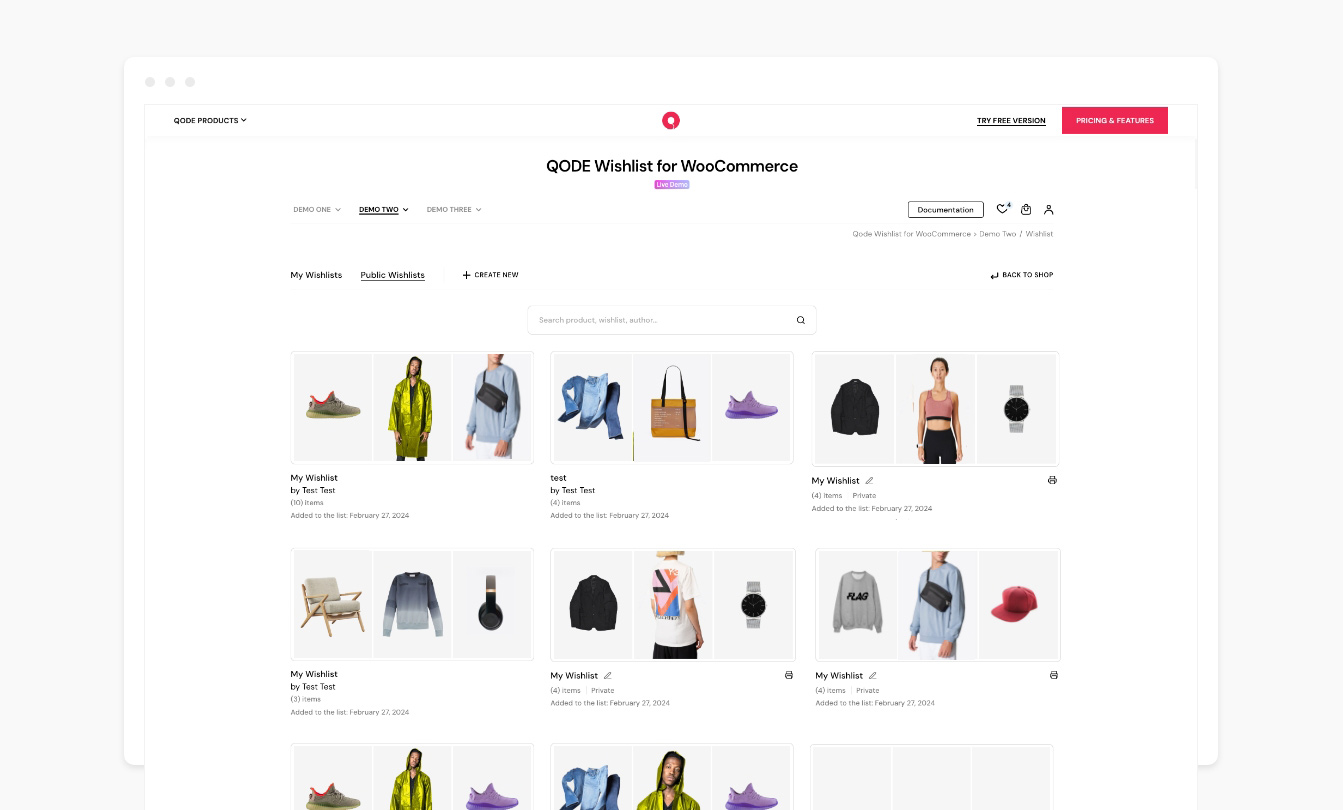 QODE PRODUCTS
TRY FREE VERSION
PRICING & FEATURES
QODE Wishlist for WooCommerce
Live Demo
DEMO ONE
DEMO TWO
DEMO THREE
Documentation
4
Qode Wishlist for WooCommerce » Demo Two / Wishlist
My Wishlists
Public Wishlists
CREATE NEW
BACK TO SHOP
Search product, wishlist, author...
My Wishlist
by Test Test
(10) items
Added to the list: February 27, 2024
test
by Test Test
(4) items
Added to the list: February 27, 2024
My Wishlist
(4) items Private
Added to the list: February 27, 2024
FLAG
My Wishlist
by Test Test
(3) items
Added to the list: February 27, 2024
My Wishlist
(4) items Private
Added to the list: February 27, 2024
My Wishlist
(4) items Private
Added to the list: February 27, 2024